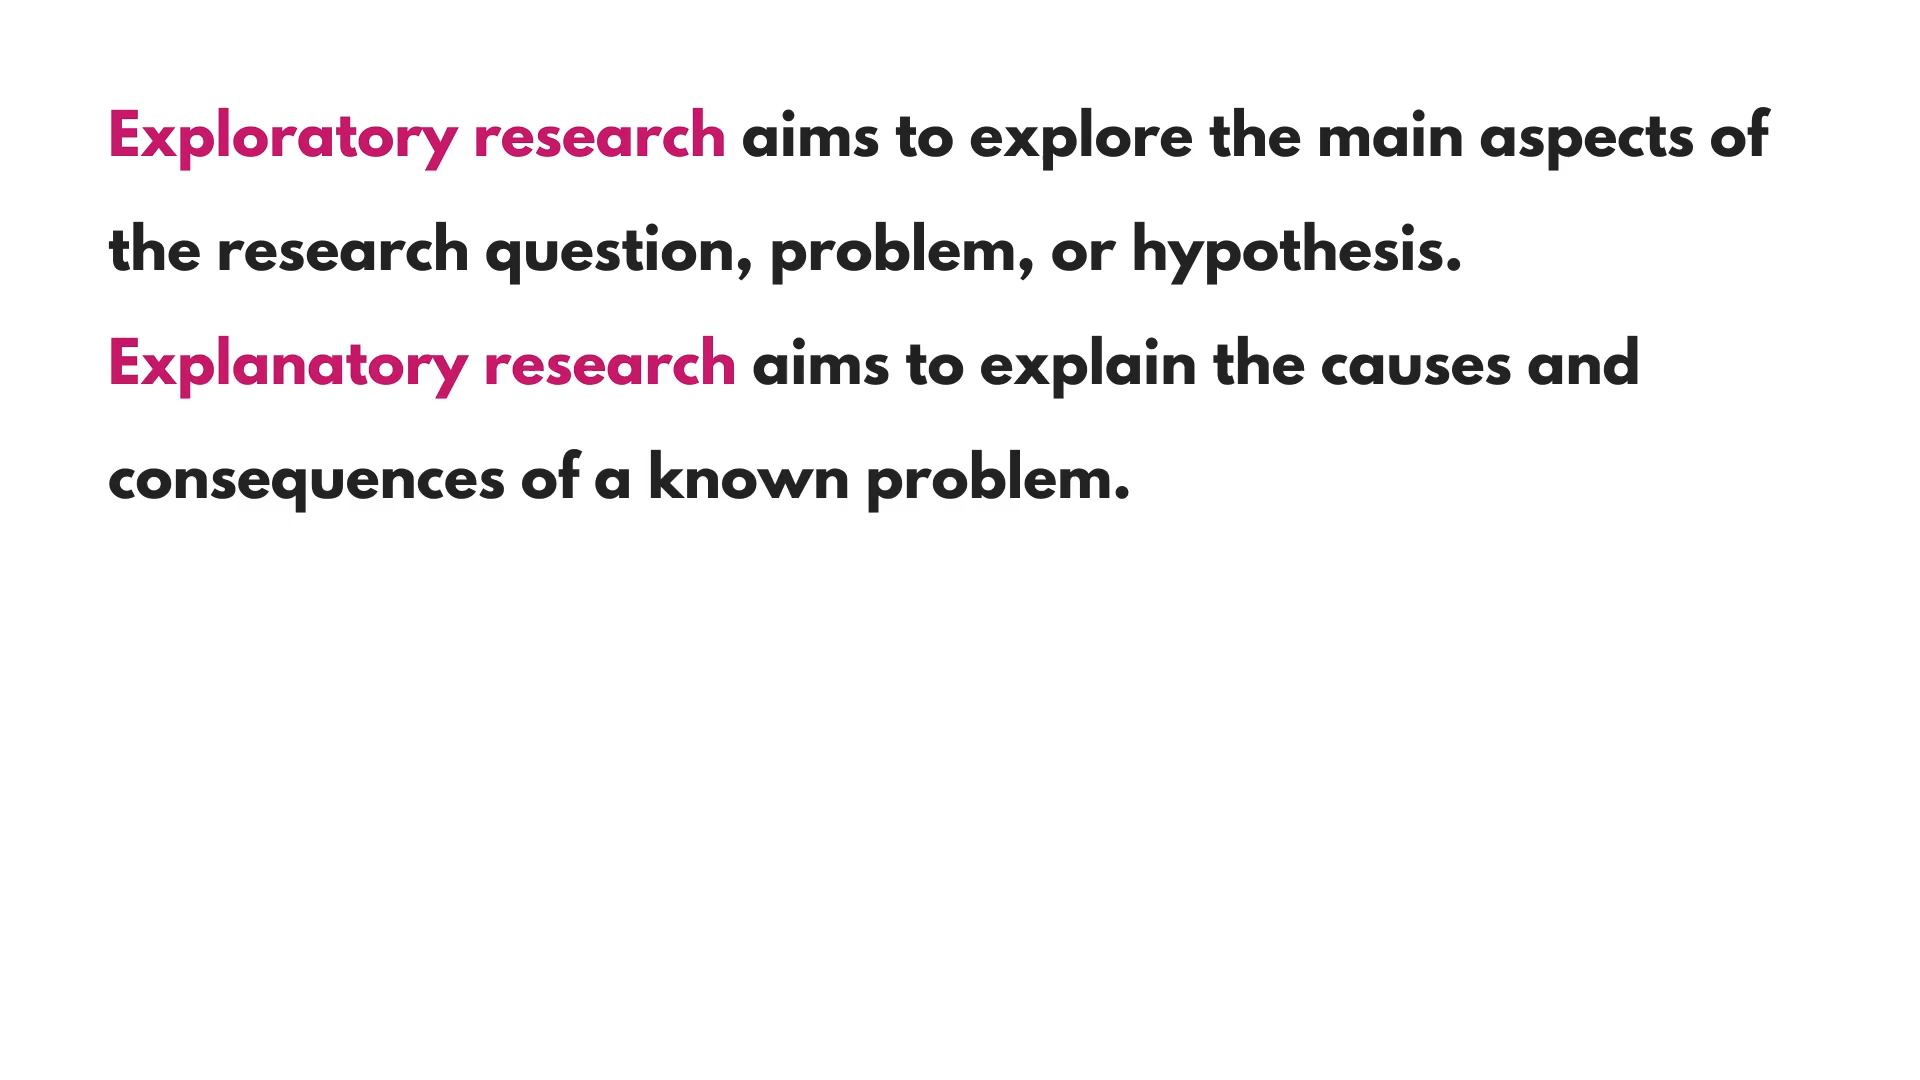 Exploratory research aims to explore the main aspects of
the research question, problem, or hypothesis.
Explanatory research aims to explain the causes and
consequences of a known problem.